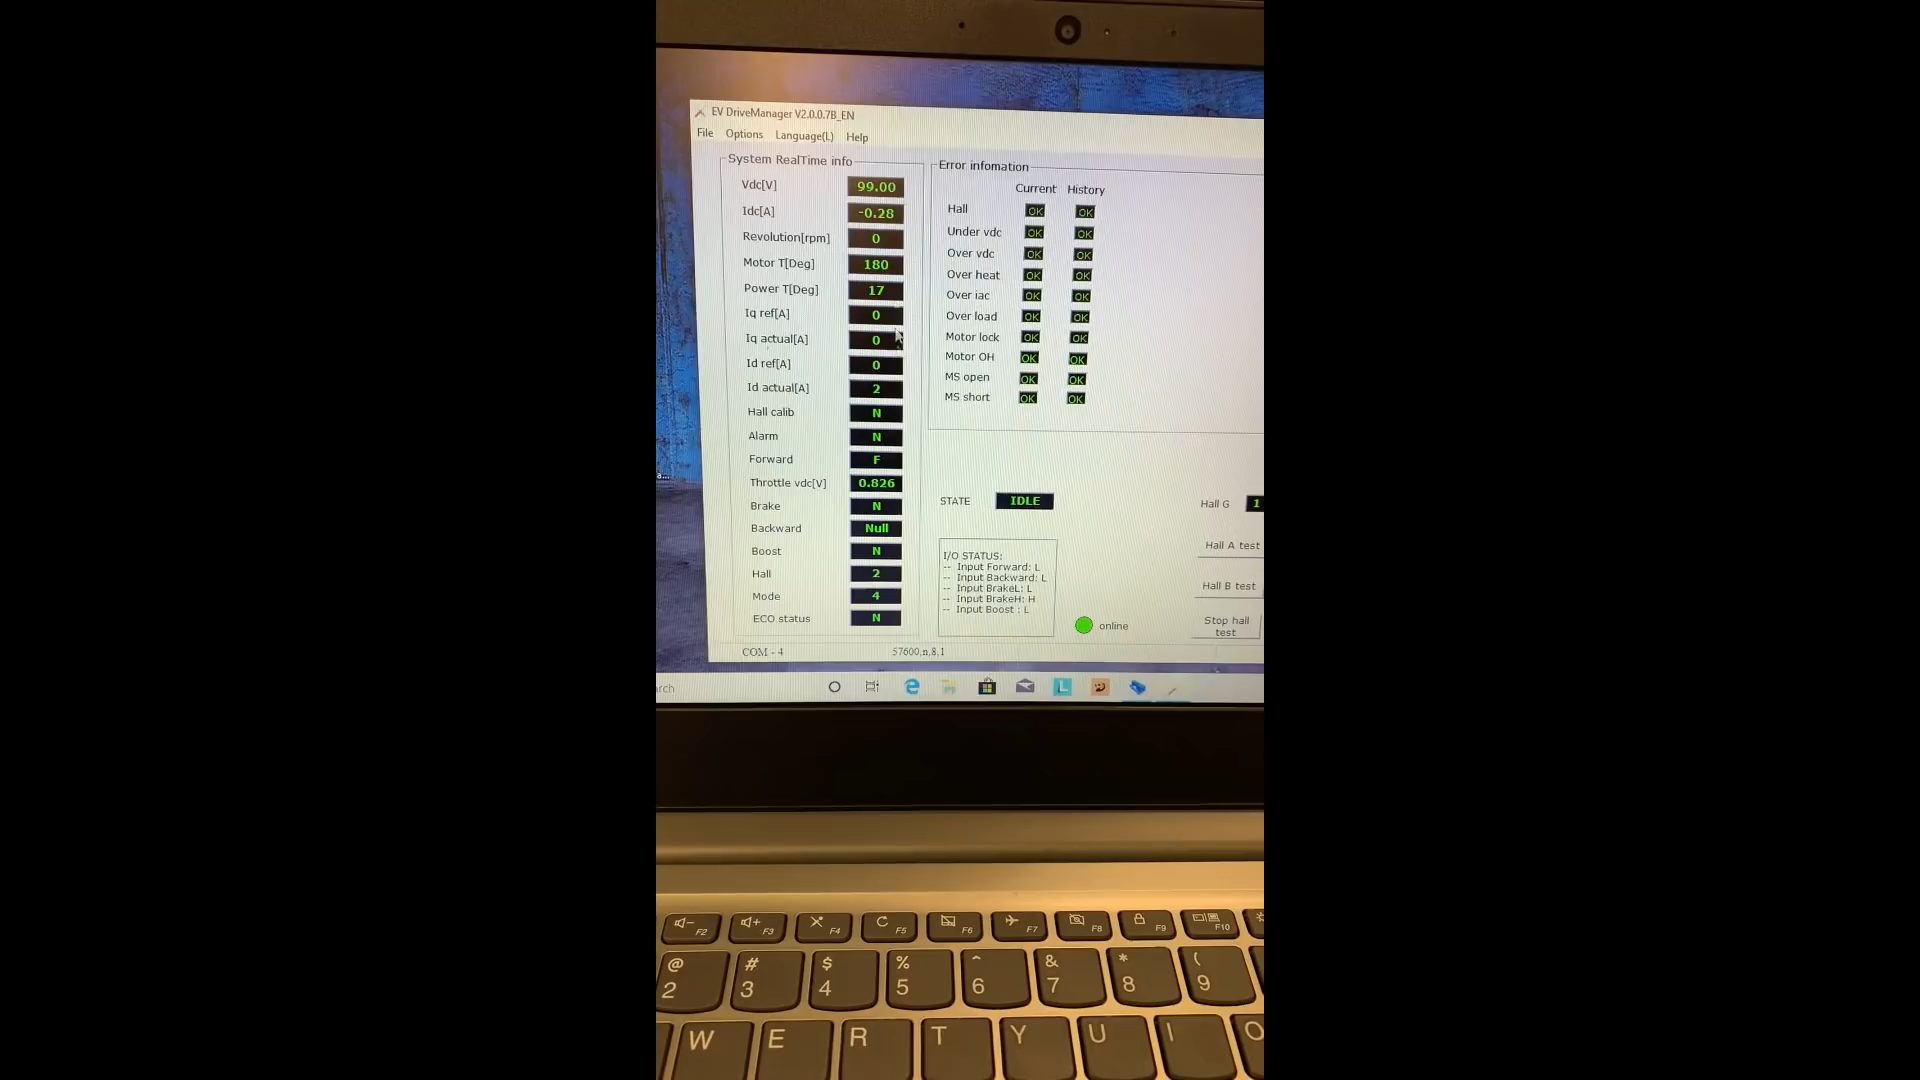 EV DriveManager V2.0.0.7B_EN
File Options Language(L) Help
System RealTime info
Vdc[V] 99.00
Idc[A] -0.28
Revolution[rpm] 0
Motor T[Deg] 180
Power T[Deg] 17
Iq ref[A] 0
Iq actual[A] 0
Id ref[A] 0
Id actual[A] 2
Hall calib N
Alarm N
Forward F
Throttle vdc[V] 0.826
Brake N
Backward Null
Boost N
Hall 2
Mode 4
ECO status N
Error infomation
Current History
Hall OK OK
Under vdc OK OK
Over vdc OK OK
Over heat OK OK
Over iac OK OK
Over load OK OK
Motor lock OK OK
Motor OH OK OK
MS open OK OK
MS short OK OK
STATE IDLE
Hall G 1
Hall A test
Hall B test
Stop hall
test
I/O STATUS:
-- Input Forward: L
-- Input Backward: L
-- Input BrakeL: L
-- Input BrakeH: H
-- Input Boost : L
online
COM - 4 57600,n,8,1
rch
F2 F3 F4 F5 F6 F7 F8 F9 F10
@ # $ % ^ & * (
2 3 4 5 6 7 8 9
W E R T Y U I O